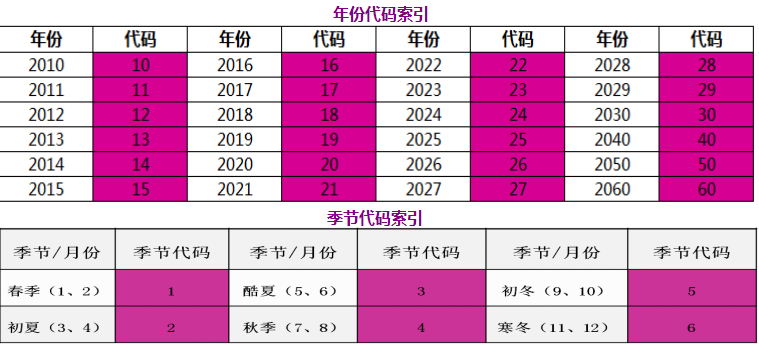 年份代码索引
年份 代码 年份 代码 年份 代码 年份 代码
2010 10 2016 16 2022 22 2028 28
2011 11 2017 17 2023 23 2029 29
2012 12 2018 18 2024 24 2030 30
2013 13 2019 19 2025 25 2040 40
2014 14 2020 20 2026 26 2050 50
2015 15 2021 21 2027 27 2060 60
季节代码索引
季节/月份 季节代码 季节/月份 季节代码 季节/月份 季节代码
春季（1、2） 1 酷夏（5、6） 3 初冬（9、10） 5
初夏（3、4） 2 秋季（7、8） 4 寒冬（11、12） 6